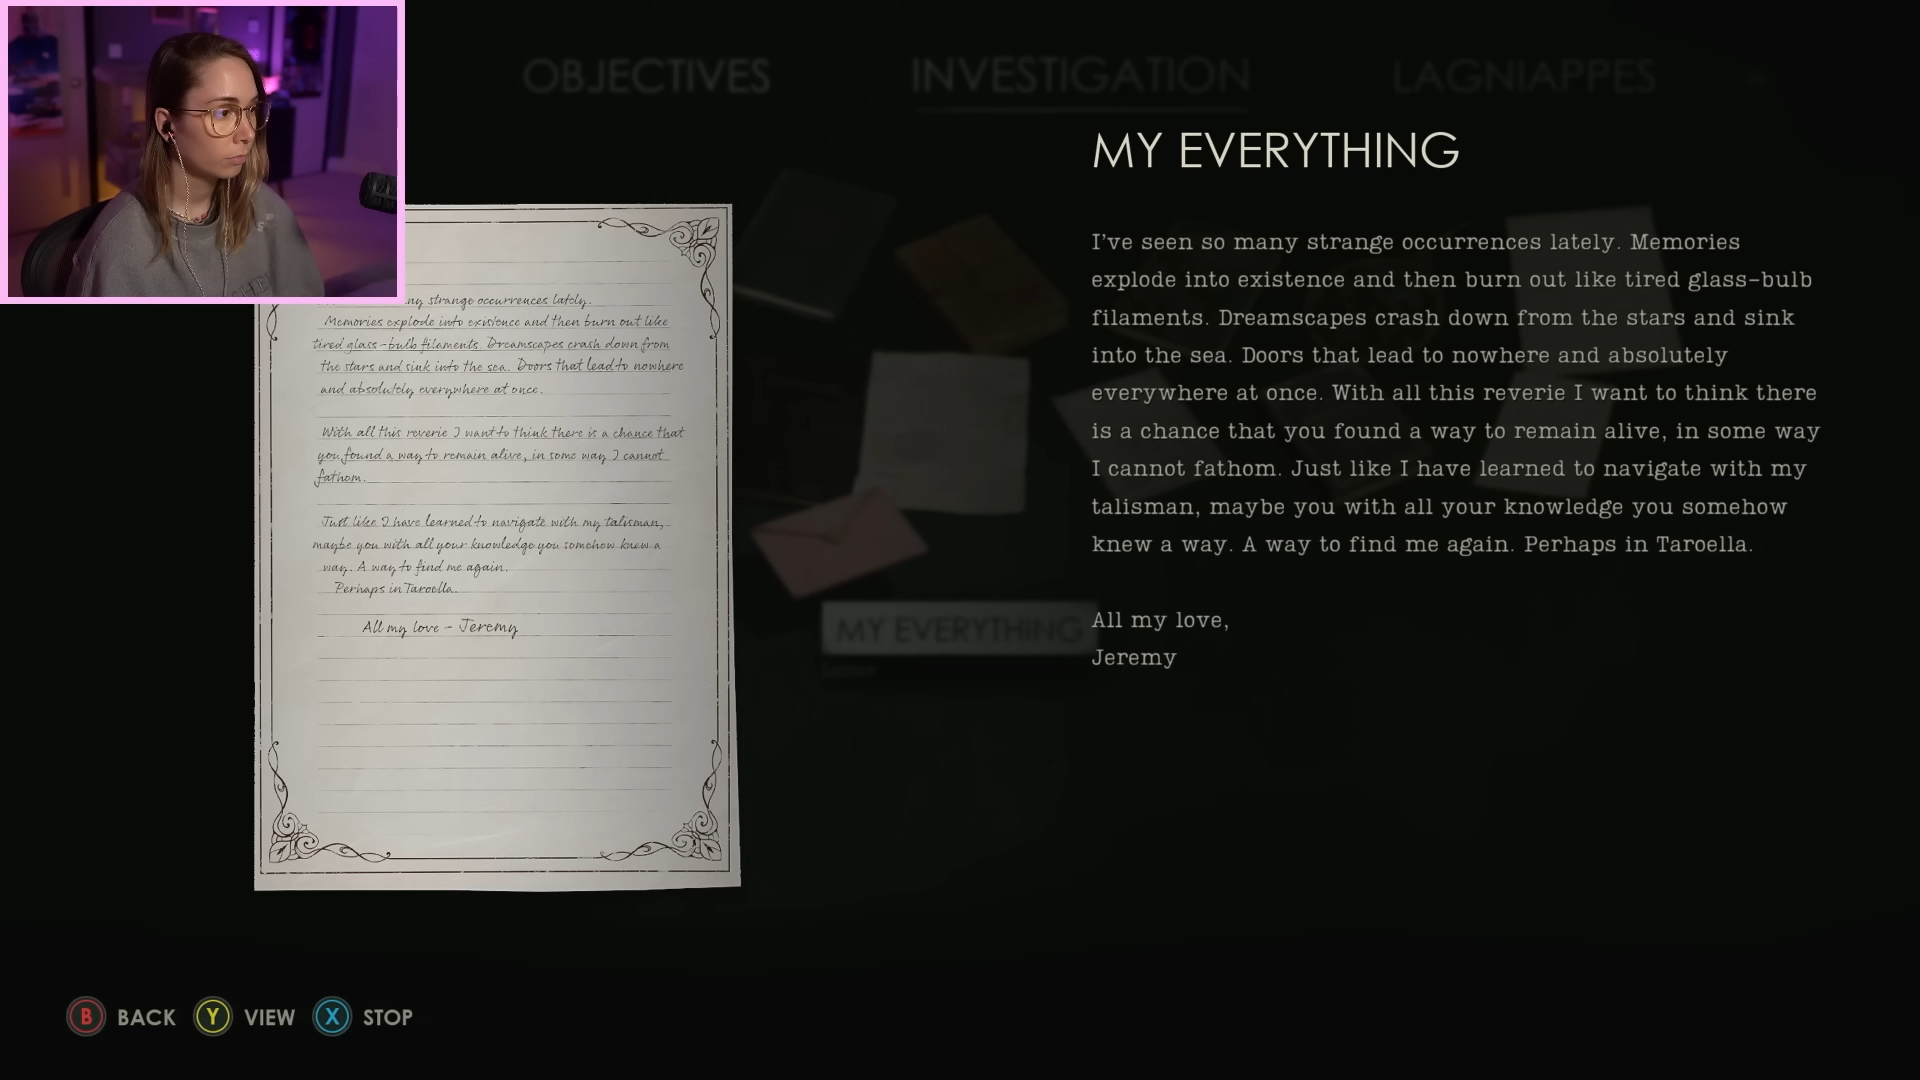 OBJECTIVES INVESTIGATION LAGNIAPPES
MY EVERYTHING
ny strange occurrences lately.
Memories explode into existence and then burn out like
tired glass-bulb filaments. Dreamscapes crash down from
the stars and sink into the sea. Doors that lead to nowhere
and absolutely everywhere at once.
With all this reverie I want to think there is a chance that
you found a way to remain alive, in some way I cannot
fathom.
Just like I have learned to navigate with my talisman,
maybe you with all your knowledge you somehow knew a
way. A way to find me again.
Perhaps in Taroella.
All my love - Jeremy
I've seen so many strange occurrences lately. Memories
explode into existence and then burn out like tired glass-bulb
filaments. Dreamscapes crash down from the stars and sink
into the sea. Doors that lead to nowhere and absolutely
everywhere at once. With all this reverie I want to think there
is a chance that you found a way to remain alive, in some way
I cannot fathom. Just like I have learned to navigate with my
talisman, maybe you with all your knowledge you somehow
knew a way. A way to find me again. Perhaps in Taroella.
All my love,
Jeremy
MY EVERYTHING
B BACK Y VIEW X STOP